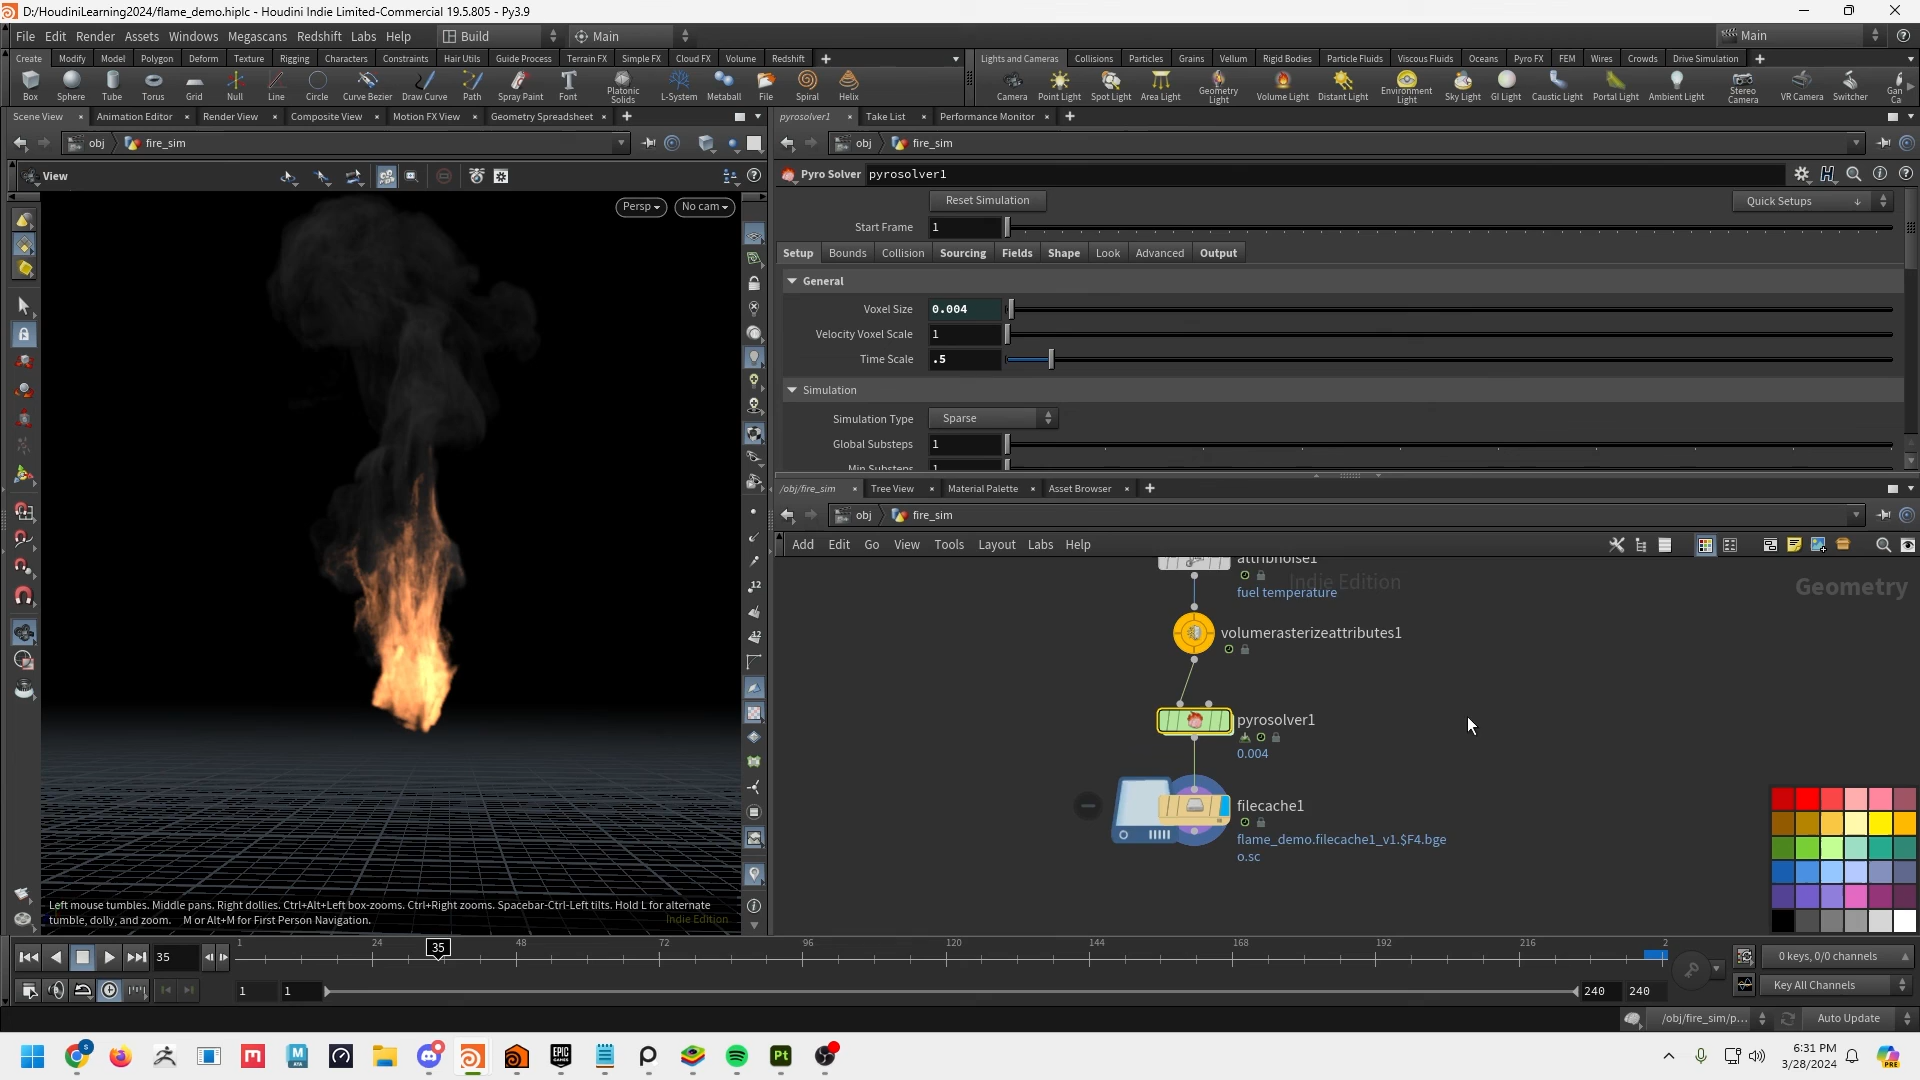 D:/HoudiniLearning2024/flame_demo.hiplc - Houdini Indie Limited-Commercial 19.5.805 - Py3.9
File Edit Render Assets Windows Megascans Redshift Labs Help Build Main Main
Create Modify Model Polygon Deform Texture Rigging Characters Constraints Hair Utils Guide Process Terrain FX Simple FX Cloud FX Volume Redshift
Lights and Cameras Collisions Particles Grains Vellum Rigid Bodies Particle Fluids Viscous Fluids Oceans Pyro FX FEM Wires Crowds Drive Simulation
Box Sphere Tube Torus Grid Null Line Circle Curve Bezier Draw Curve Path Spray Paint Font Platonic Solids L-System Metaball File Spiral Helix
Camera Point Light Spot Light Area Light Geometry Light Volume Light Distant Light Environment Light Sky Light GI Light Caustic Light Portal Light Ambient Light Stereo Camera VR Camera Switcher Gan Ca
Scene View Animation Editor Render View Composite View Motion FX View Geometry Spreadsheet
pyrosolver1 Take List Performance Monitor
obj fire_sim
obj fire_sim
View
Persp No cam
Pyro Solver pyrosolver1
Reset Simulation
Quick Setups
Start Frame 1
Setup Bounds Collision Sourcing Fields Shape Look Advanced Output
General
Voxel Size 0.004
Velocity Voxel Scale 1
Time Scale .5
Simulation
Simulation Type Sparse
Global Substeps 1
Min Substeps 1
/obj/fire_sim Tree View Material Palette Asset Browser
obj fire_sim
Add Edit Go View Tools Layout Labs Help
attribnoise1
Indie Edition
Geometry
fuel temperature
volumerasterizeattributes1
pyrosolver1
0.004
filecache1
flame_demo.filecache1_v1.$F4.bge
o.sc
12
12
Left mouse tumbles. Middle pans. Right dollies. Ctrl+Alt+Left box-zooms. Ctrl+Right zooms. Spacebar-Ctrl-Left tilts. Hold L for alternate
tumble, dolly, and zoom. M or Alt+M for First Person Navigation.
Indie Edition
35
1 24 35 48 72 96 120 144 168 192 216 2
0 keys, 0/0 channels
1 1 240 240
Key All Channels
/obj/fire_sim/p... Auto Update
6:31 PM
3/28/2024